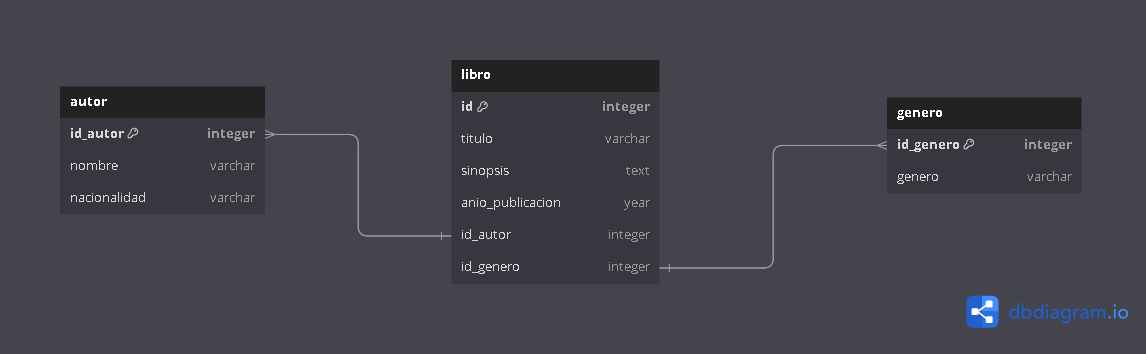 autor
id_autor integer
nombre varchar
nacionalidad varchar
libro
id integer
titulo varchar
sinopsis text
anio_publicacion year
id_autor integer
id_genero integer
genero
id_genero integer
genero varchar
dbdiagram.io